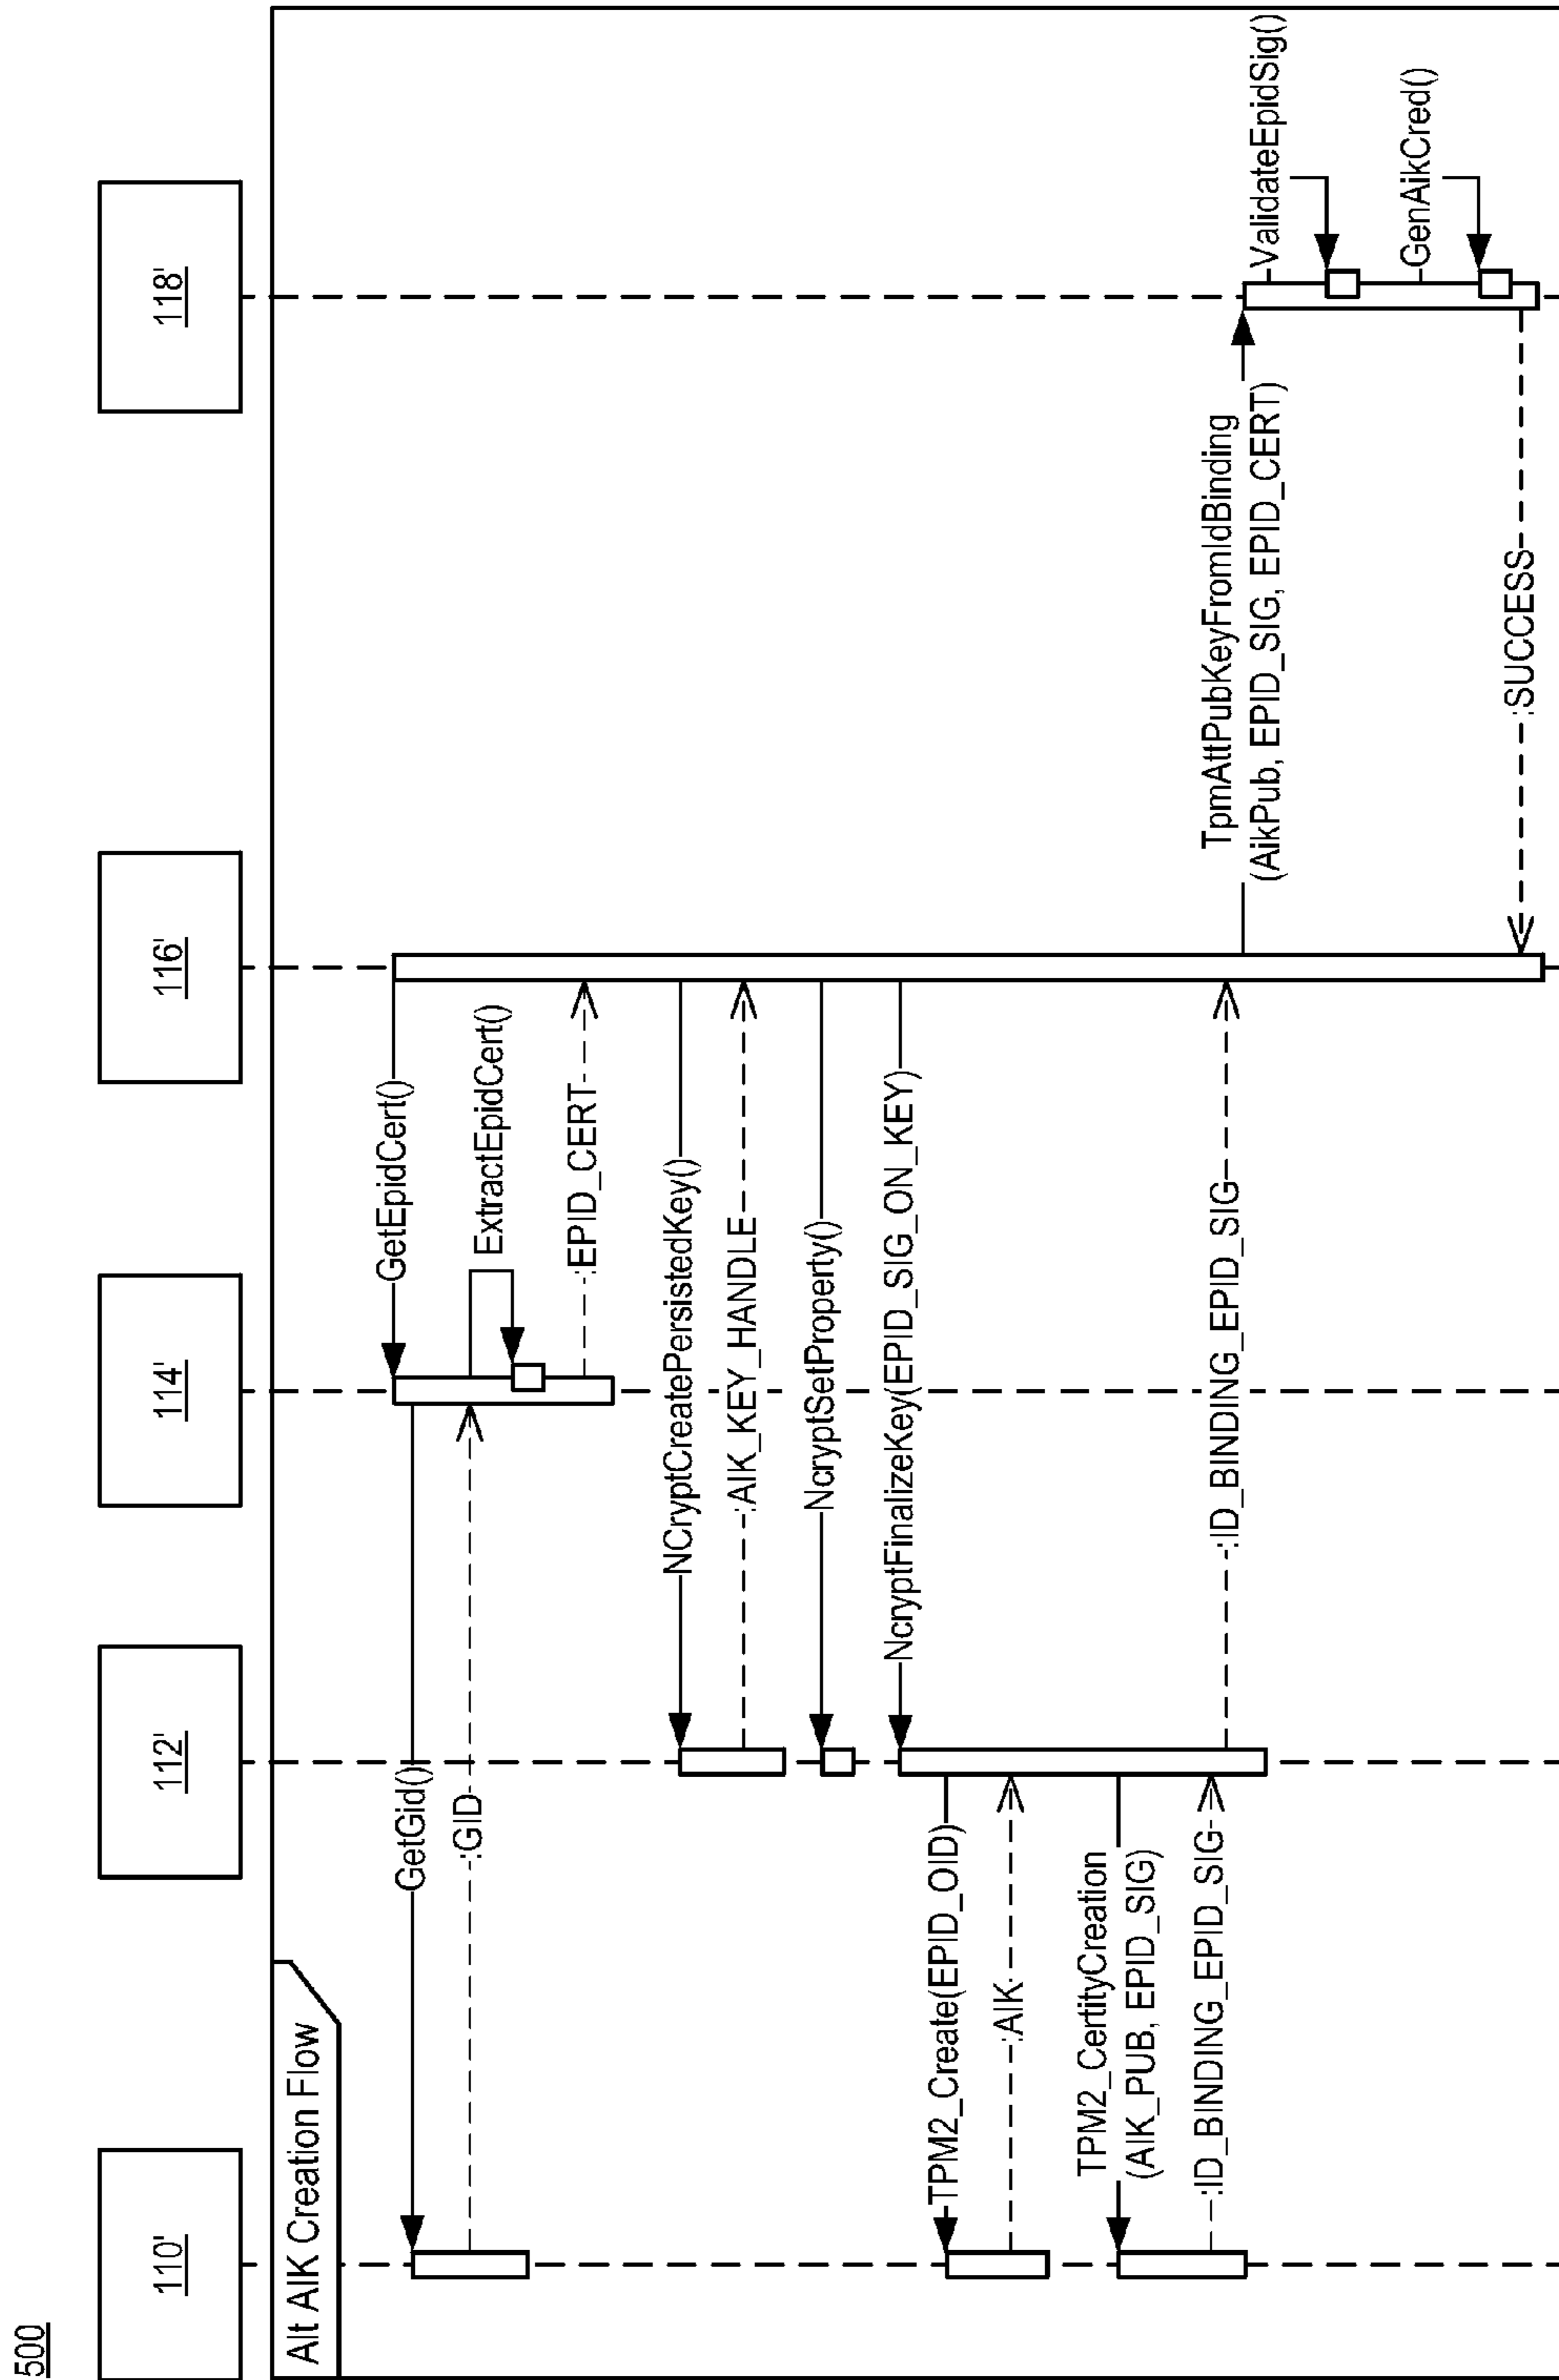 500
110'
112'
114'
116'
118'
Alt AIK Creation Flow
GetEpidCert()
GetGid()
:GID
ExtractEpidCert()
:EPID_CERT
NCryptCreatePersistedKey()
:AIK_KEY_HANDLE
NcryptSetProperty()
NcryptFinalizeKey(EPID_SIG_ON_KEY)
TPM2_Create(EPID_OID)
:AIK
TPM2_CertityCreation
(AIK_PUB, EPID_SIG)
:ID_BINDING_EPID_SIG
:ID_BINDING_EPID_SIG
TpmAttPubKeyFromIdBinding
(AikPub, EPID_SIG, EPID_CERT)
ValidateEpidSig()
GenAikCred()
:SUCCESS